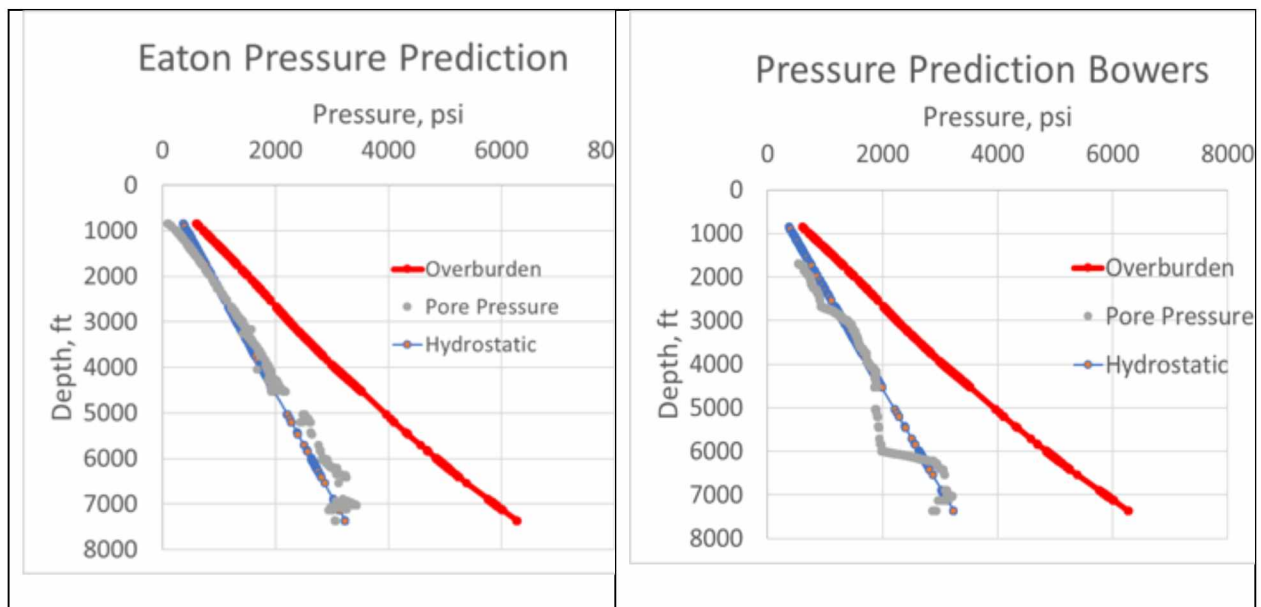 Eaton Pressure Prediction
Pressure, psi
0 2000 4000 6000 80
0
1000
2000
3000
4000
5000
6000
7000
8000
Depth, ft
Overburden
Pore Pressure
Hydrostatic
Pressure Prediction Bowers
Pressure, psi
0 2000 4000 6000 8000
0
1000
2000
3000
4000
5000
6000
7000
8000
Depth, ft
Overburden
Pore Pressure
Hydrostatic